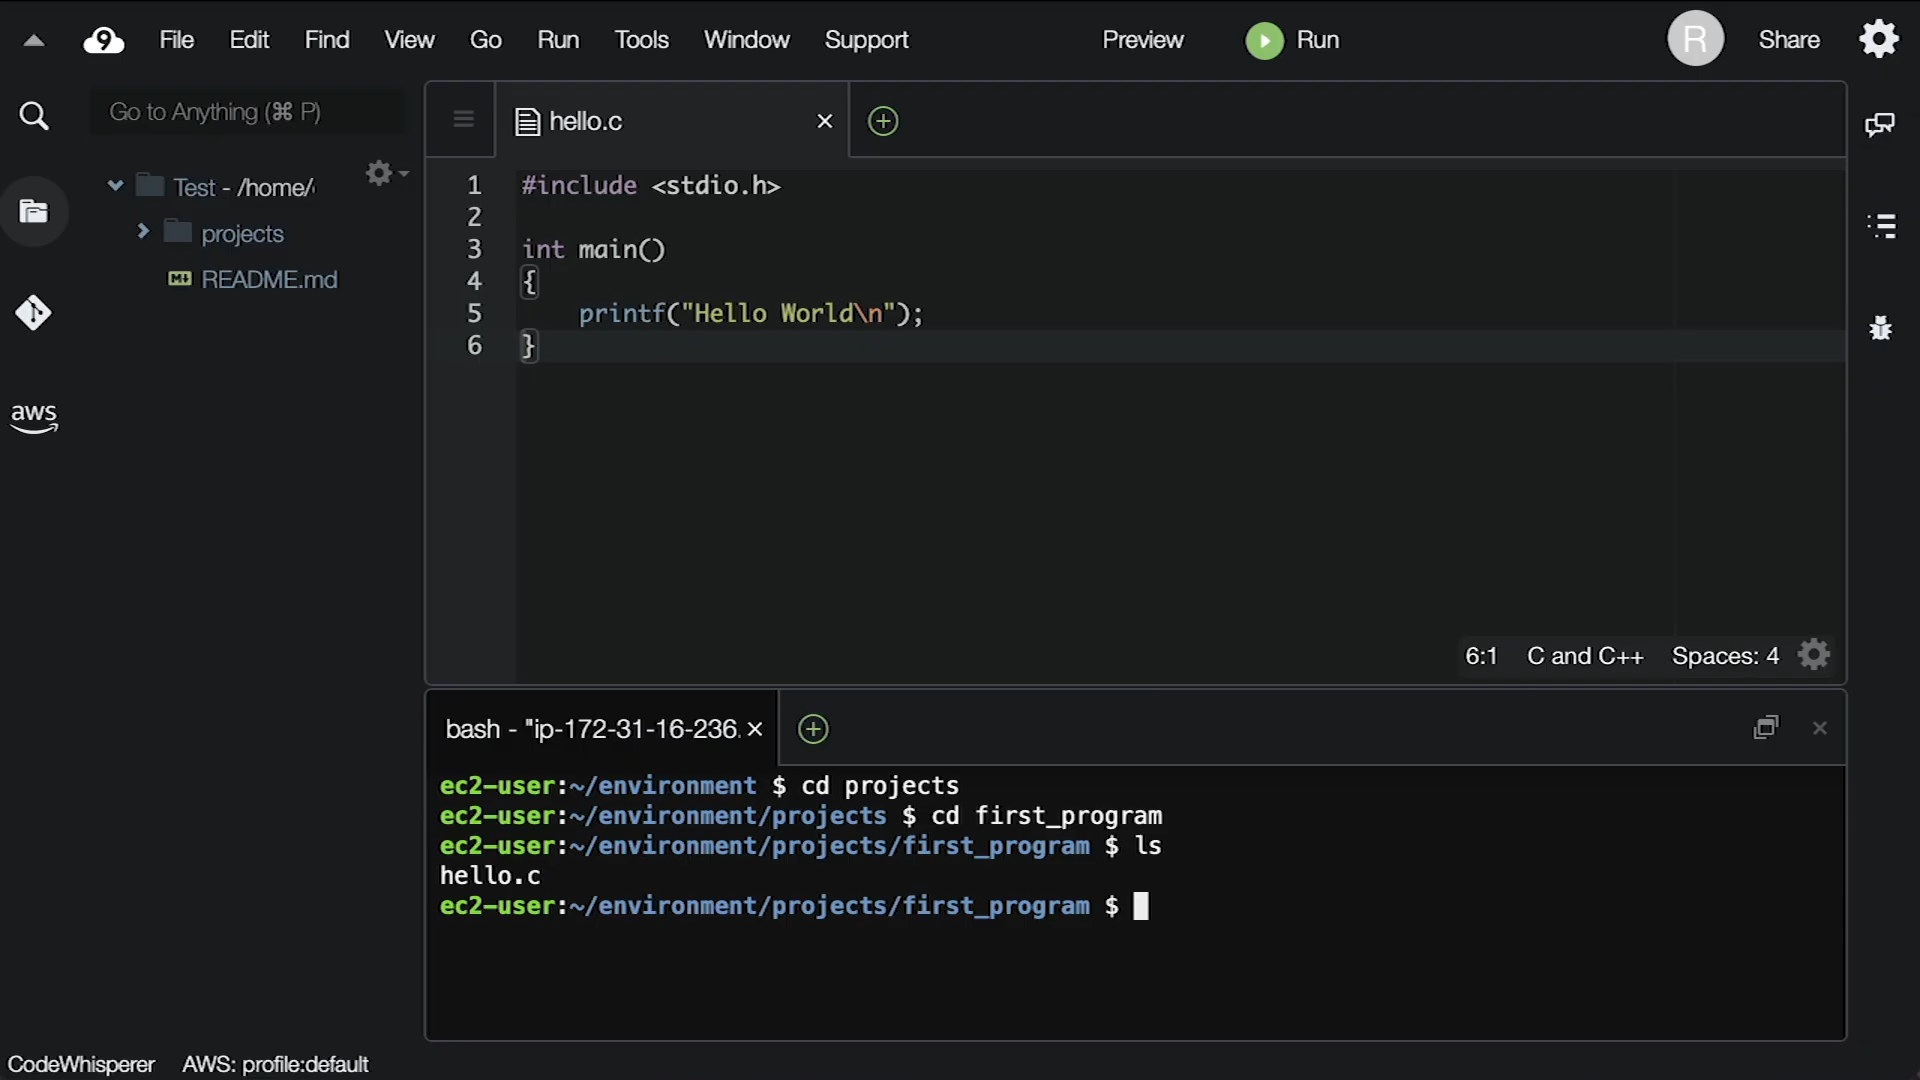 9 File Edit Find View Go Run Tools Window Support Preview Run R Share
Go to Anything (⌘ P)
Test - /home/
projects
README.md
aws
hello.c
1 #include <stdio.h>
2
3 int main()
4 {
5     printf("Hello World\n");
6 }
6:1 C and C++ Spaces: 4
bash - "ip-172-31-16-236.
ec2-user:~/environment $ cd projects
ec2-user:~/environment/projects $ cd first_program
ec2-user:~/environment/projects/first_program $ ls
hello.c
ec2-user:~/environment/projects/first_program $
CodeWhisperer AWS: profile:default